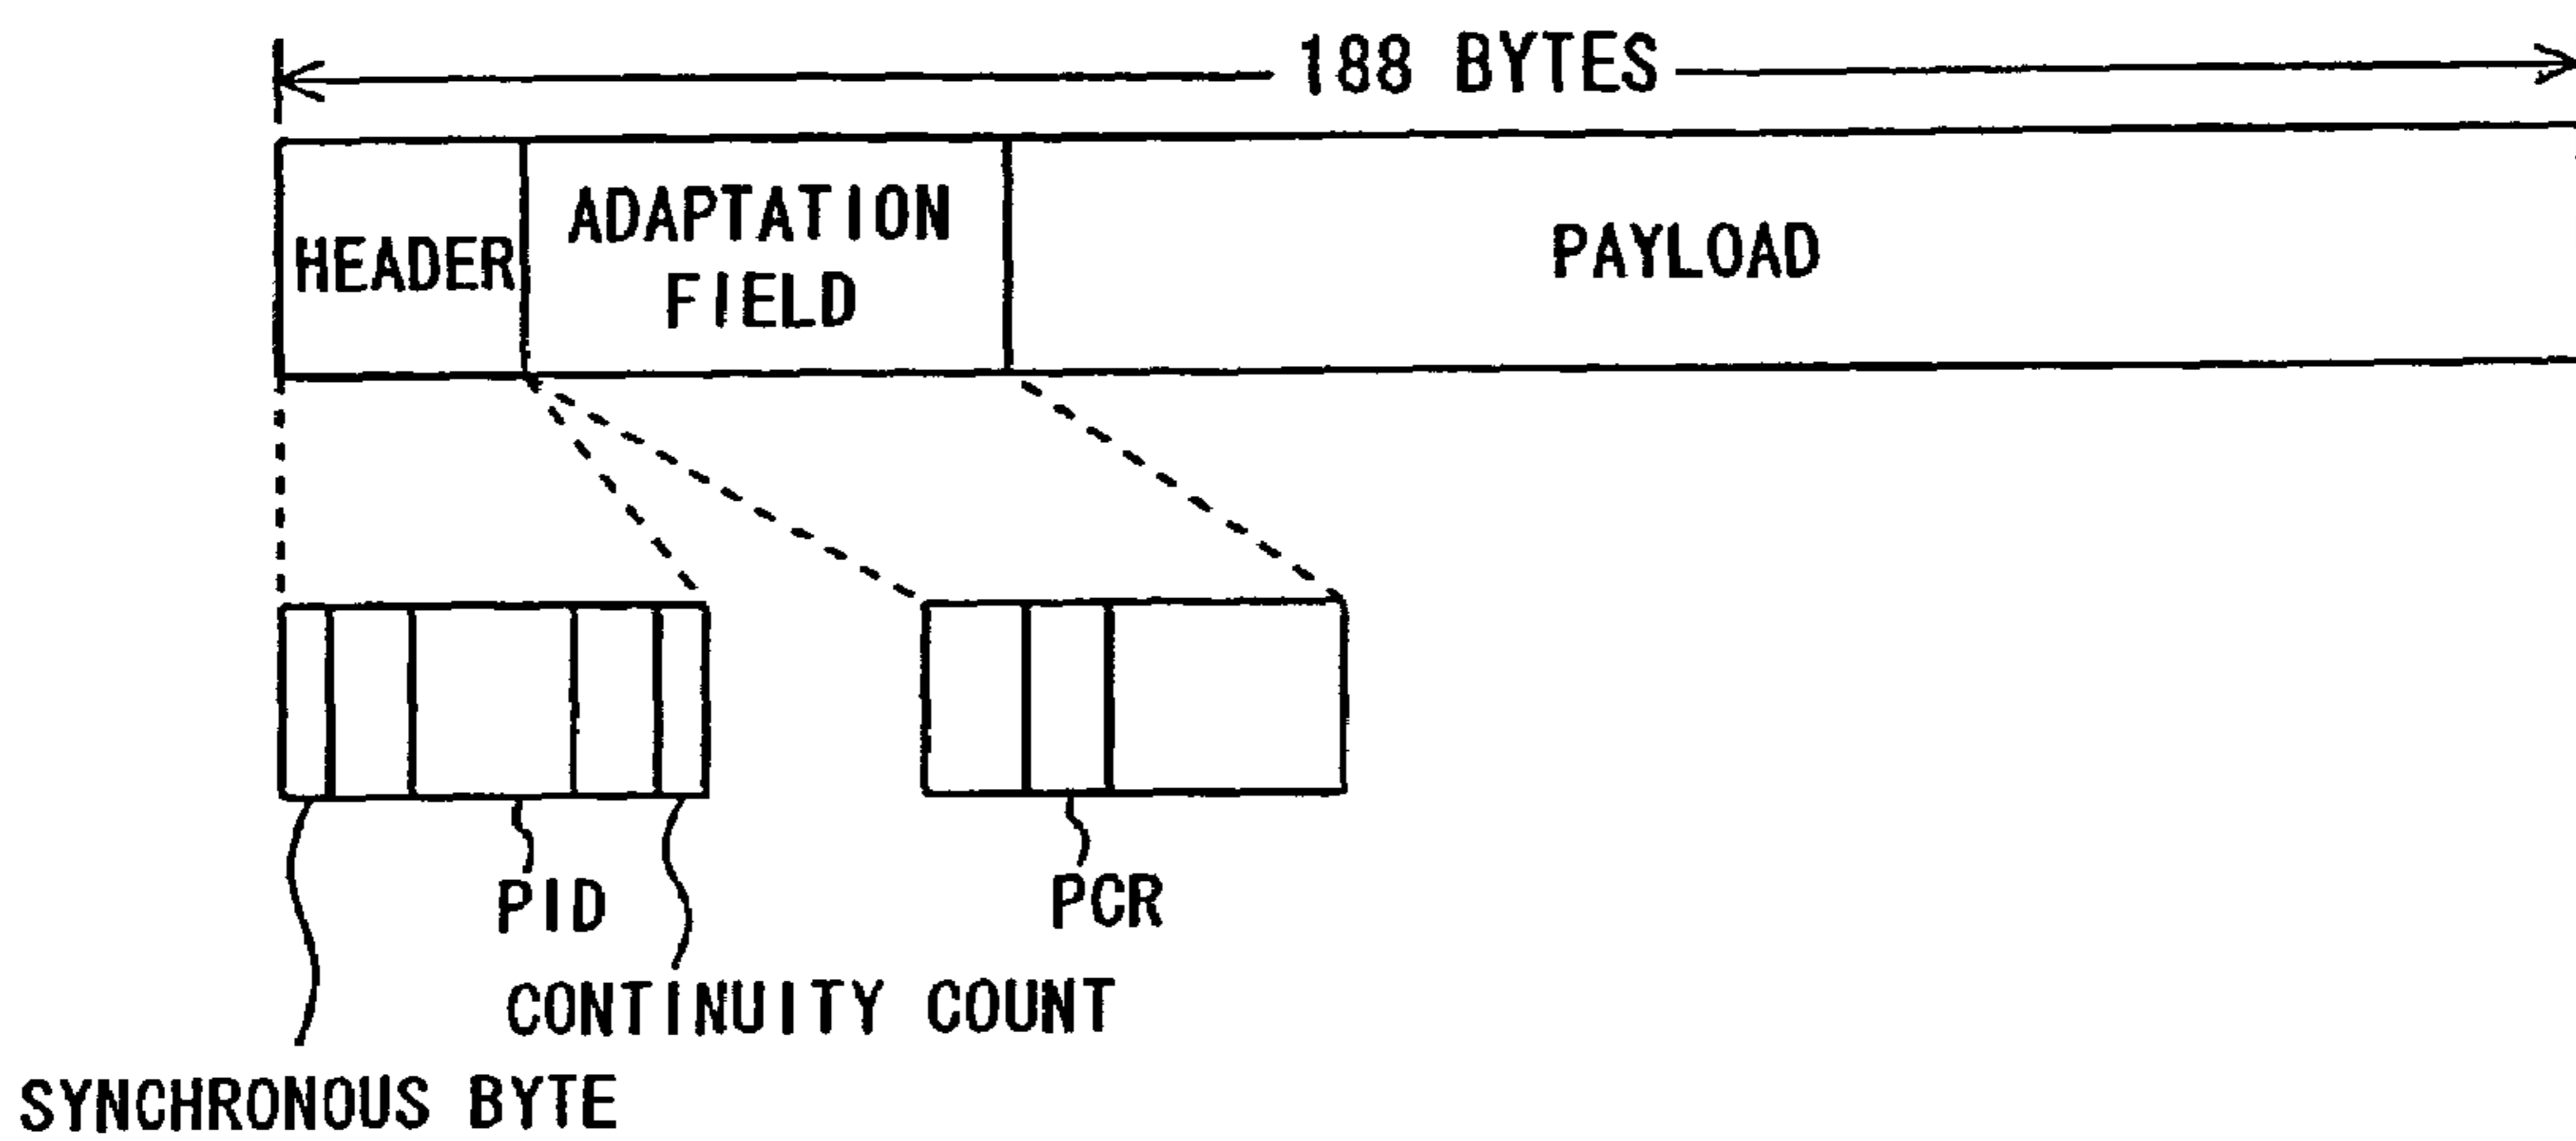 188 BYTES
HEADER
ADAPTATION
FIELD
PAYLOAD
PID
PCR
CONTINUITY COUNT
SYNCHRONOUS BYTE